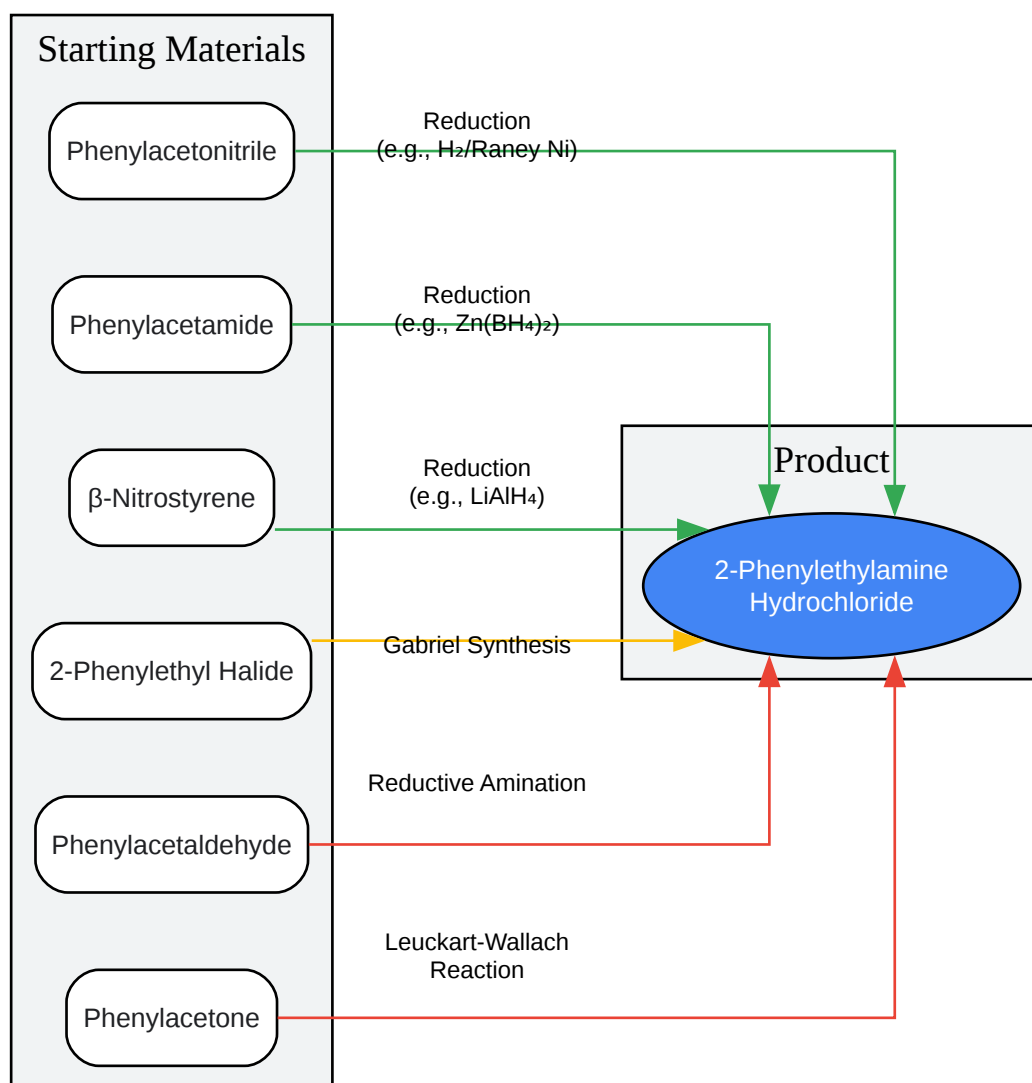 Starting Materials
Phenylacetonitrile
Reduction
(e.g., H₂/Raney Ni)
Phenylacetamide
Reduction
(e.g., Zn(BH₄)₂)
β-Nitrostyrene
Reduction
(e.g., LiAlH₄)
2-Phenylethyl Halide
Gabriel Synthesis
Phenylacetaldehyde
Reductive Amination
Phenylacetone
Leuckart-Wallach
Reaction
Product
2-Phenylethylamine
Hydrochloride